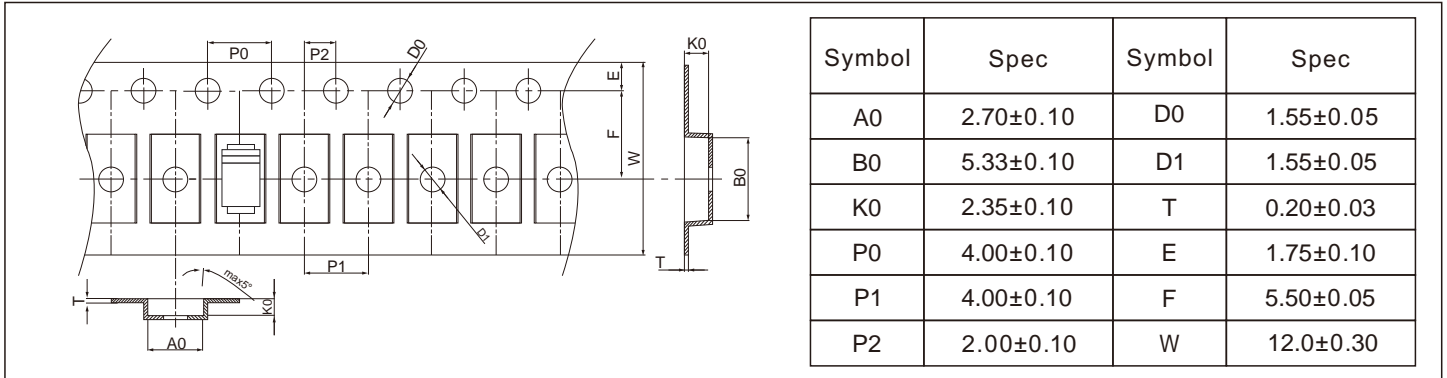 P0 P2 D0 E F W D1 P1
K0 B0 T
T max5° K0 A0
Symbol Spec Symbol Spec
A0 2.70±0.10 D0 1.55±0.05
B0 5.33±0.10 D1 1.55±0.05
K0 2.35±0.10 T 0.20±0.03
P0 4.00±0.10 E 1.75±0.10
P1 4.00±0.10 F 5.50±0.05
P2 2.00±0.10 W 12.0±0.30